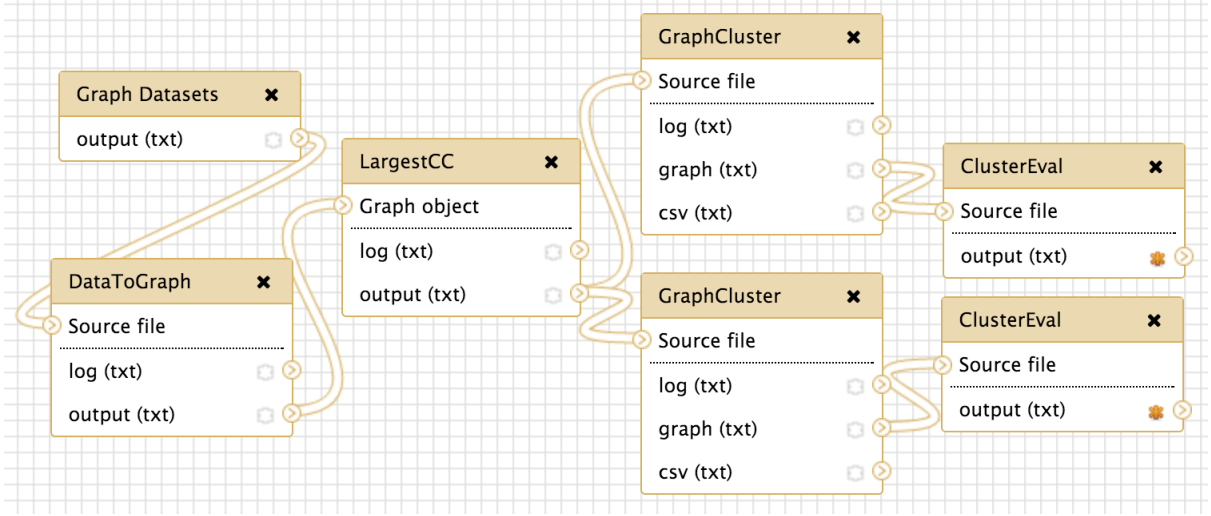 Graph Datasets
output (txt)
DataToGraph
Source file
log (txt)
output (txt)
LargestCC
Graph object
log (txt)
output (txt)
GraphCluster
Source file
log (txt)
graph (txt)
csv (txt)
GraphCluster
Source file
log (txt)
graph (txt)
csv (txt)
ClusterEval
Source file
output (txt)
ClusterEval
Source file
output (txt)